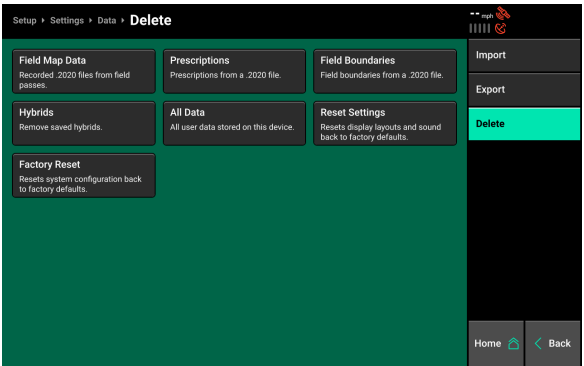 Setup › Settings › Data › Delete
-- mph
Field Map Data
Recorded .2020 files from field
passes.
Prescriptions
Prescriptions from a .2020 file.
Field Boundaries
Field boundaries from a .2020 file.
Hybrids
Remove saved hybrids.
All Data
All user data stored on this device.
Reset Settings
Resets display layouts and sound
back to factory defaults.
Factory Reset
Resets system configuration back
to factory defaults.
Import
Export
Delete
Home
Back